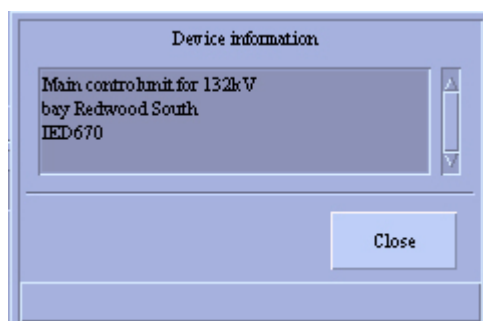 Device information
Main control unit for 132kV
bay Redwood South
IED670
Close